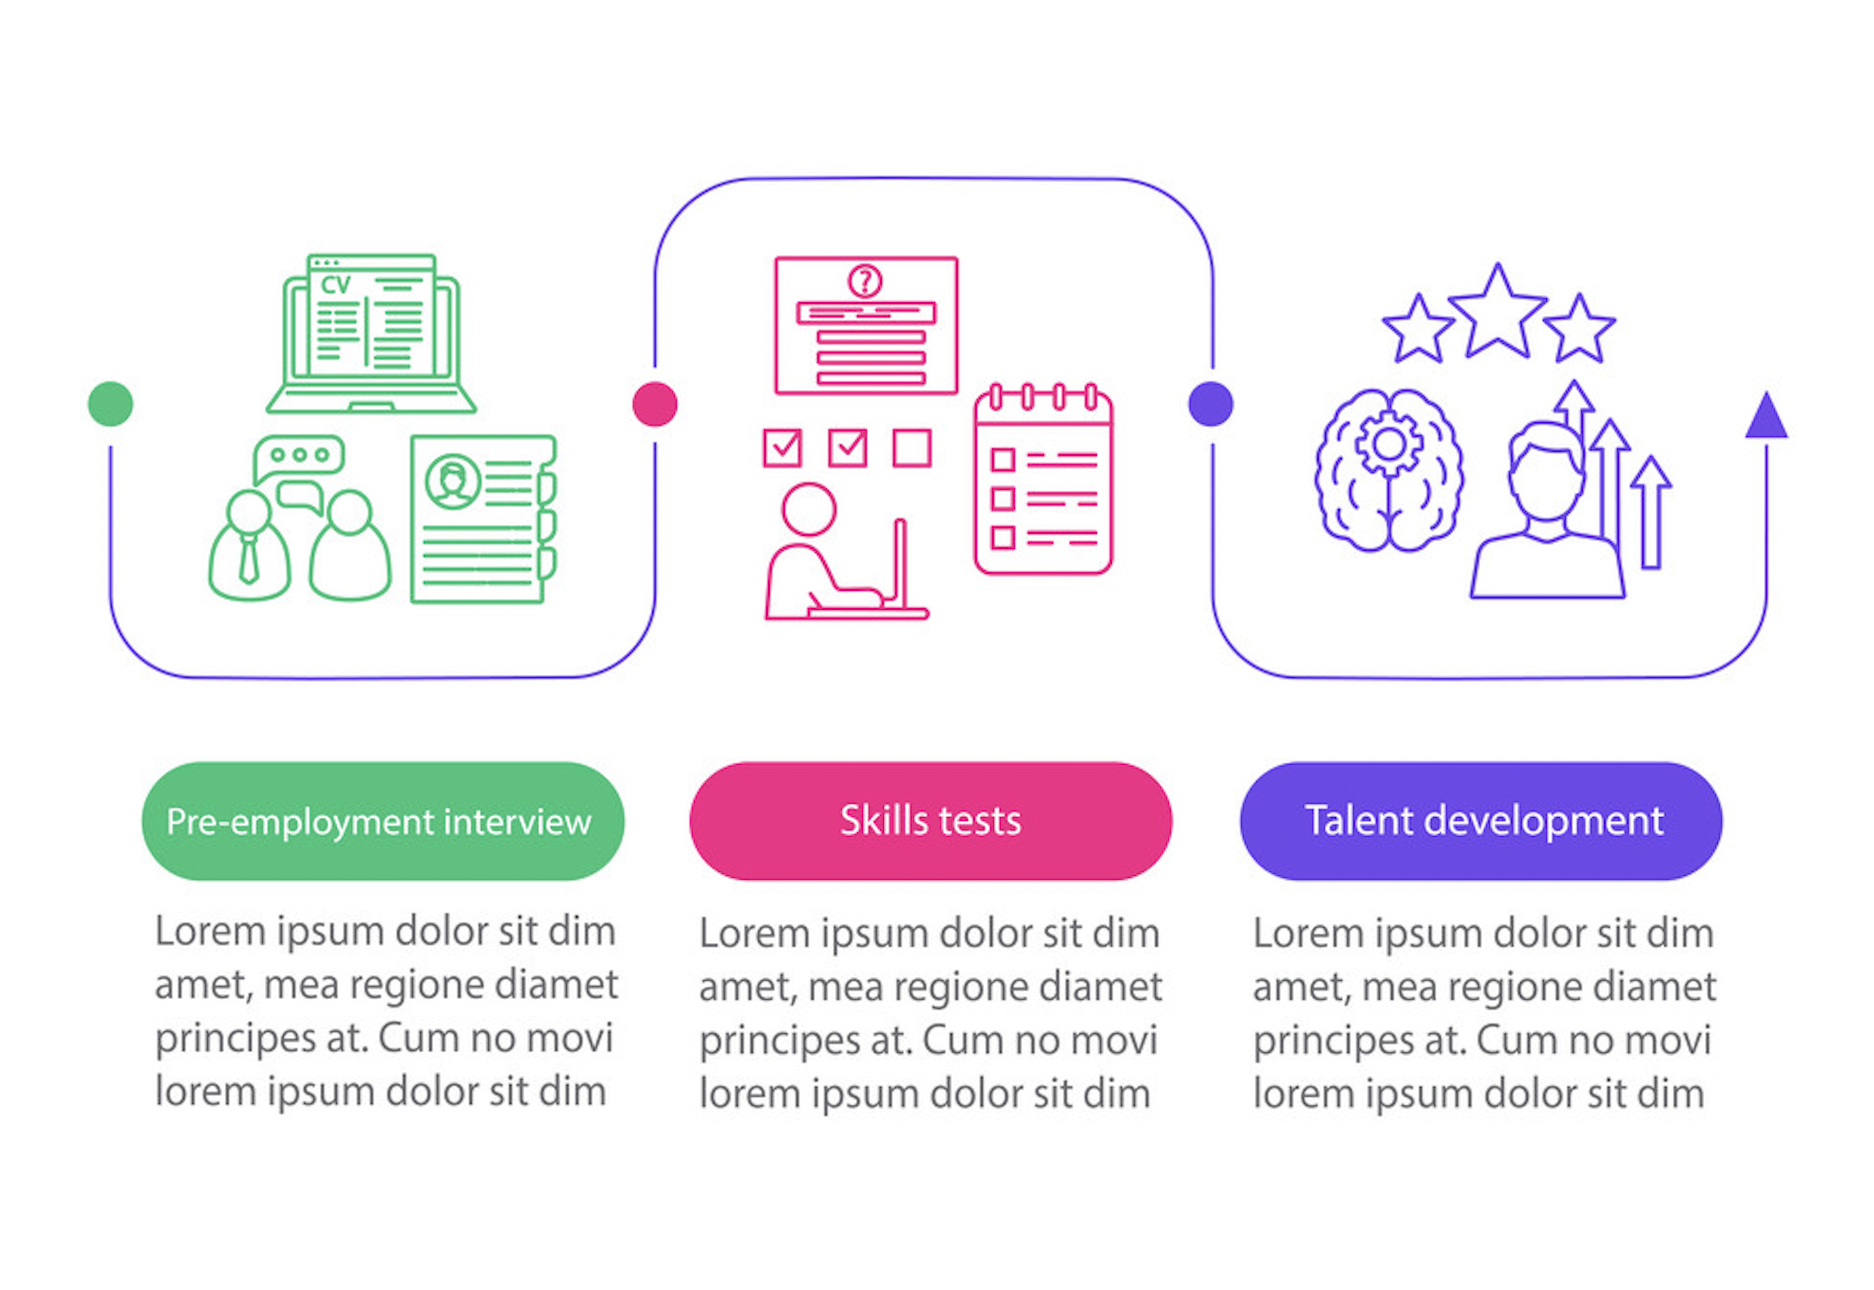 CV
?
Pre-employment interview
Lorem ipsum dolor sit dim
amet, mea regione diamet
principes at. Cum no movi
lorem ipsum dolor sit dim
Skills tests
Lorem ipsum dolor sit dim
amet, mea regione diamet
principes at. Cum no movi
lorem ipsum dolor sit dim
Talent development
Lorem ipsum dolor sit dim
amet, mea regione diamet
principes at. Cum no movi
lorem ipsum dolor sit dim